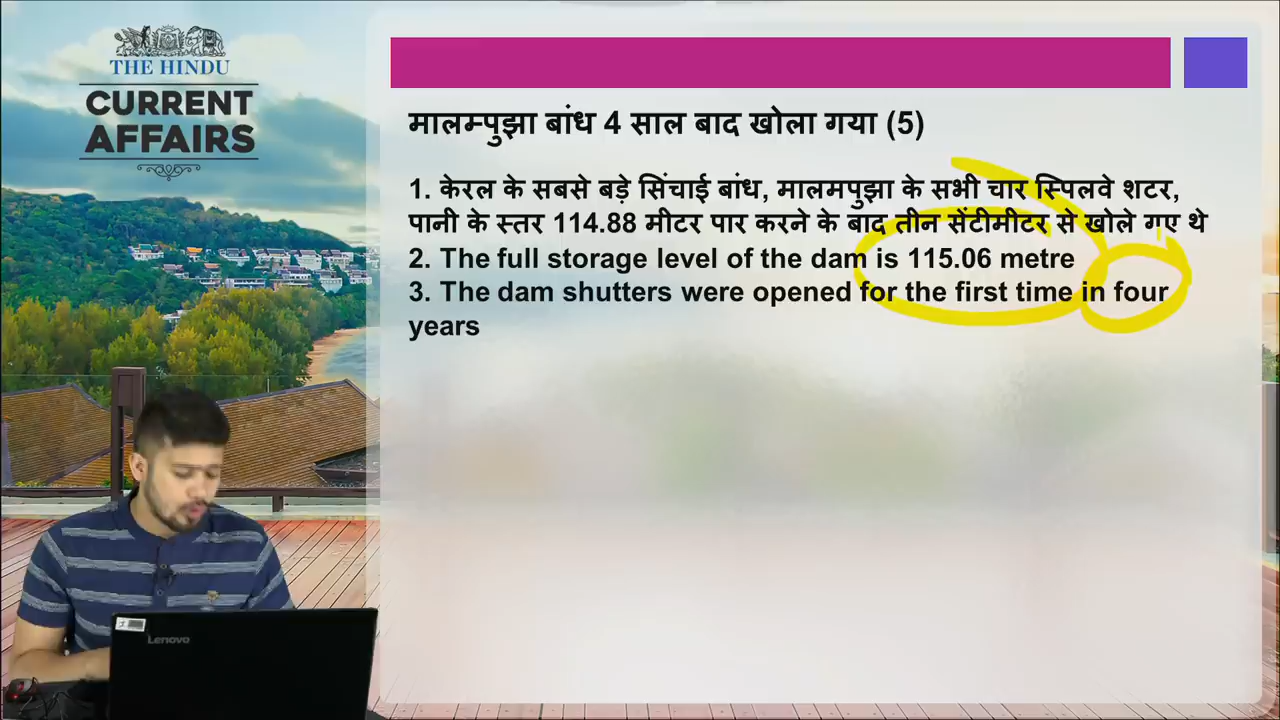 THE HINDU
CURRENT
AFFAIRS
मालम्पुझा बांध 4 साल बाद खोला गया (5)
1. केरल के सबसे बड़े सिंचाई बांध, मालमपुझा के सभी चार स्पिलवे शटर,
पानी के स्तर 114.88 मीटर पार करने के बाद तीन सेंटीमीटर से खोले गए थे
2. The full storage level of the dam is 115.06 metre
3. The dam shutters were opened for the first time in four
years
Lenovo